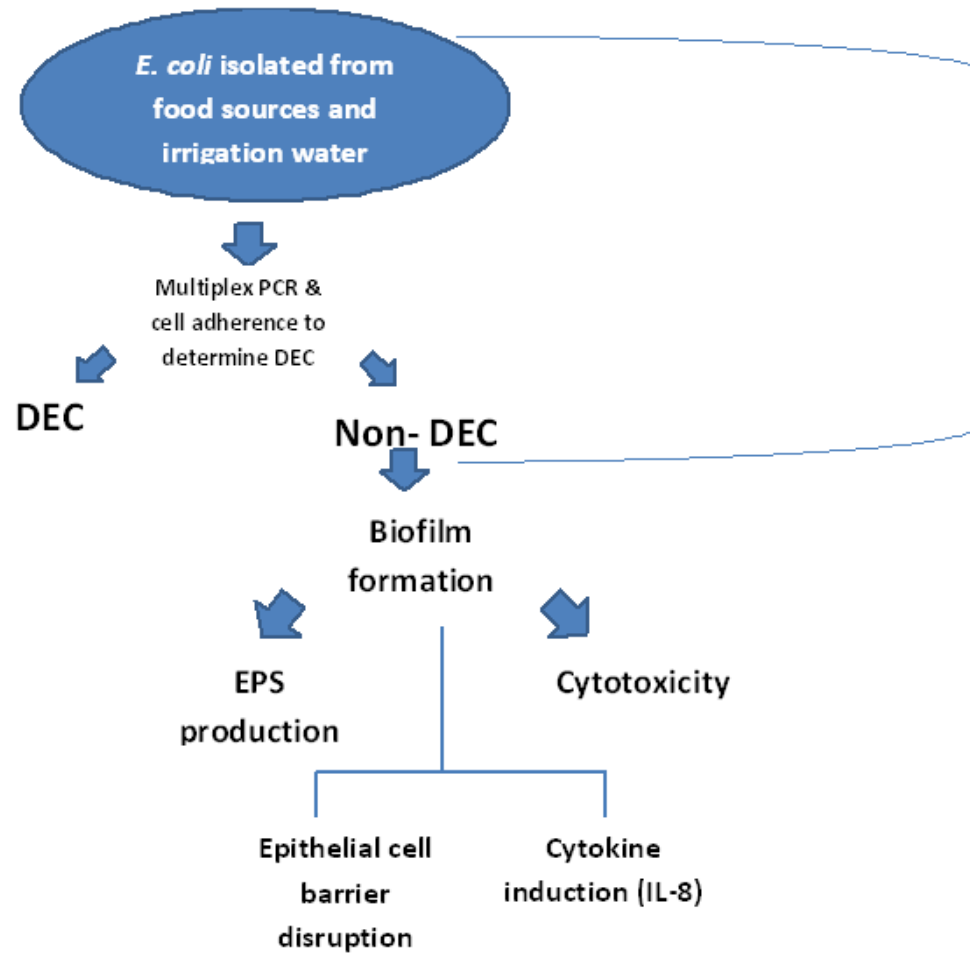 E. coli isolated from
food sources and
irrigation water
Multiplex PCR &
cell adherence to
determine DEC
DEC
Non- DEC
Biofilm
formation
EPS
production
Cytotoxicity
Epithelial cell
barrier
disruption
Cytokine
induction (IL-8)